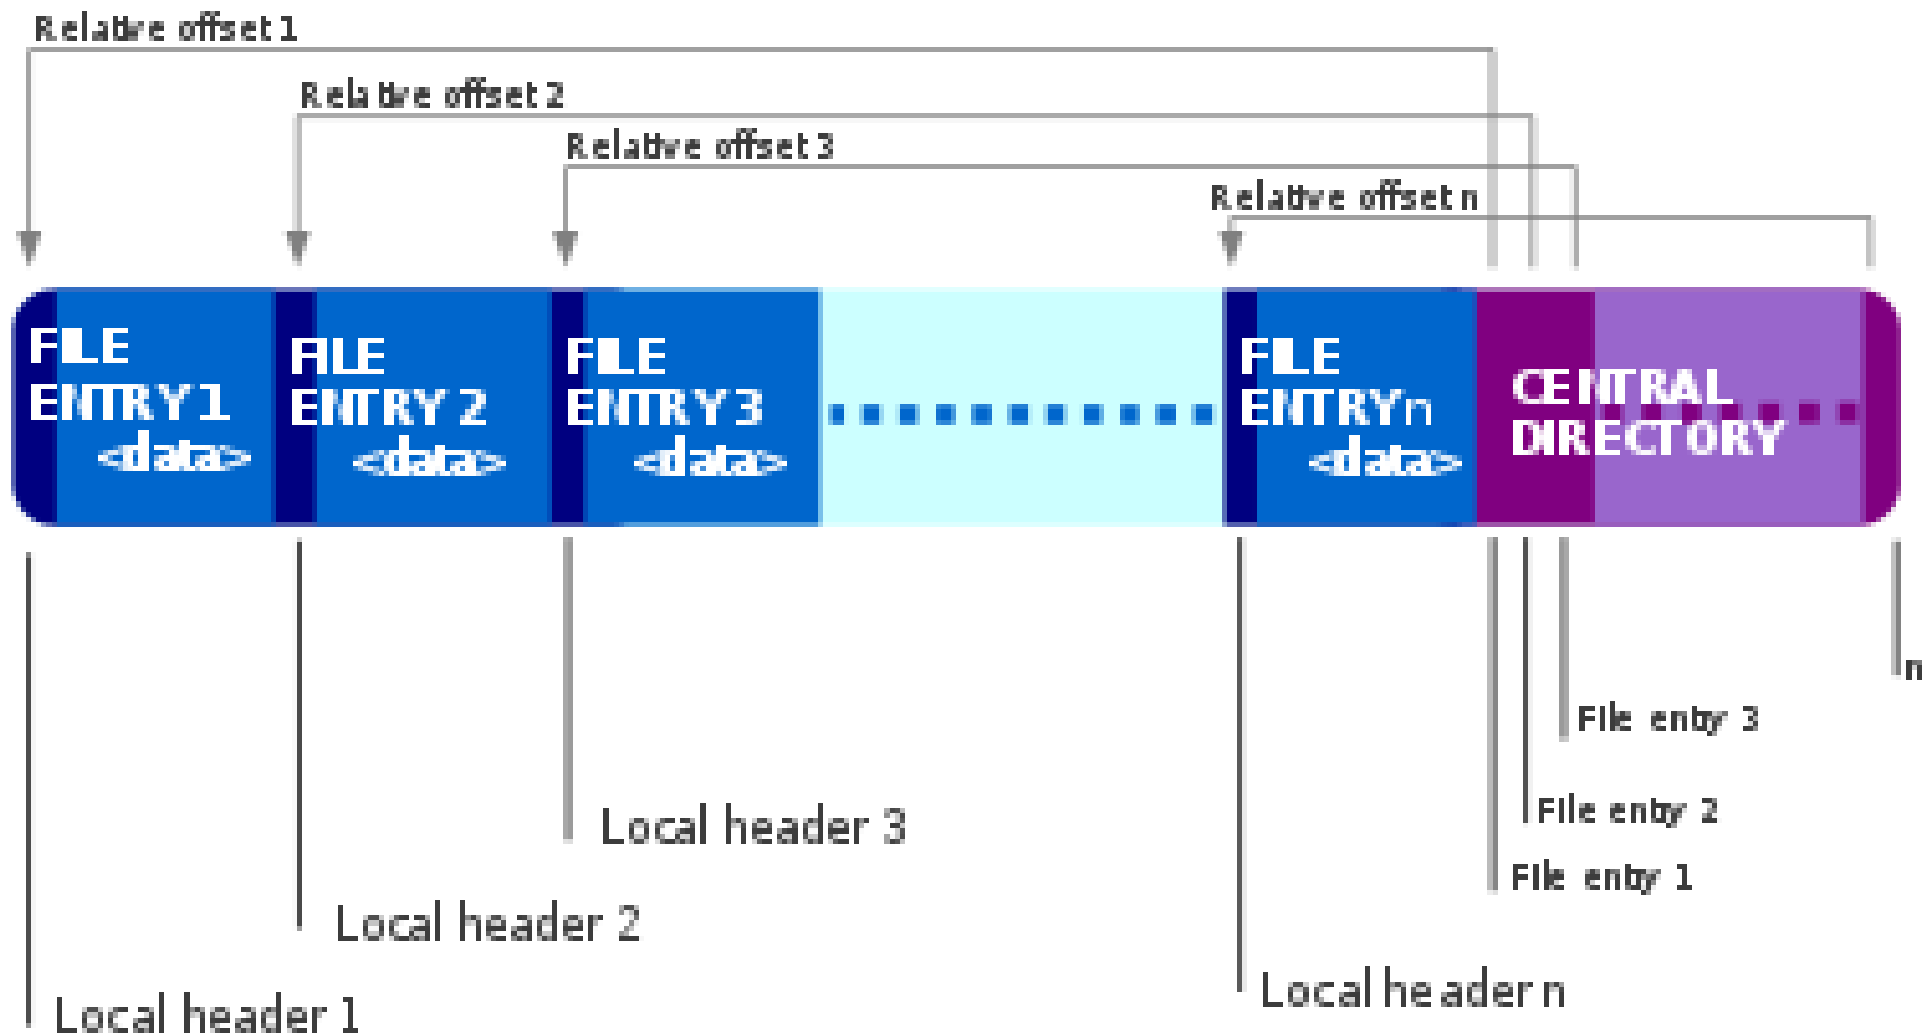 Relative offset 1
Relative offset 2
Relative offset 3
Relative offset n
FILE
ENTRY 1
<data>
FILE
ENTRY 2
<data>
FILE
ENTRY 3
<data>
FILE
ENTRY n
<data>
CENTRAL
DIRECTORY
n
File entry 3
File entry 2
File entry 1
Local header 3
Local header 2
Local header n
Local header 1